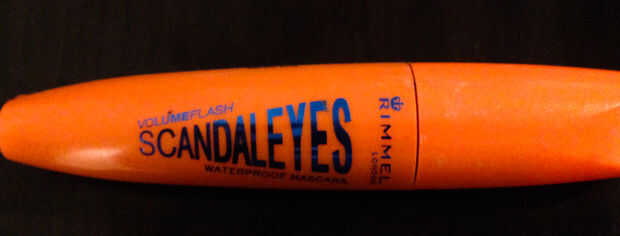 VOLUMEFLASH
SCANDALEYES
WATERPROOF MASCARA
RIMMEL
LONDON